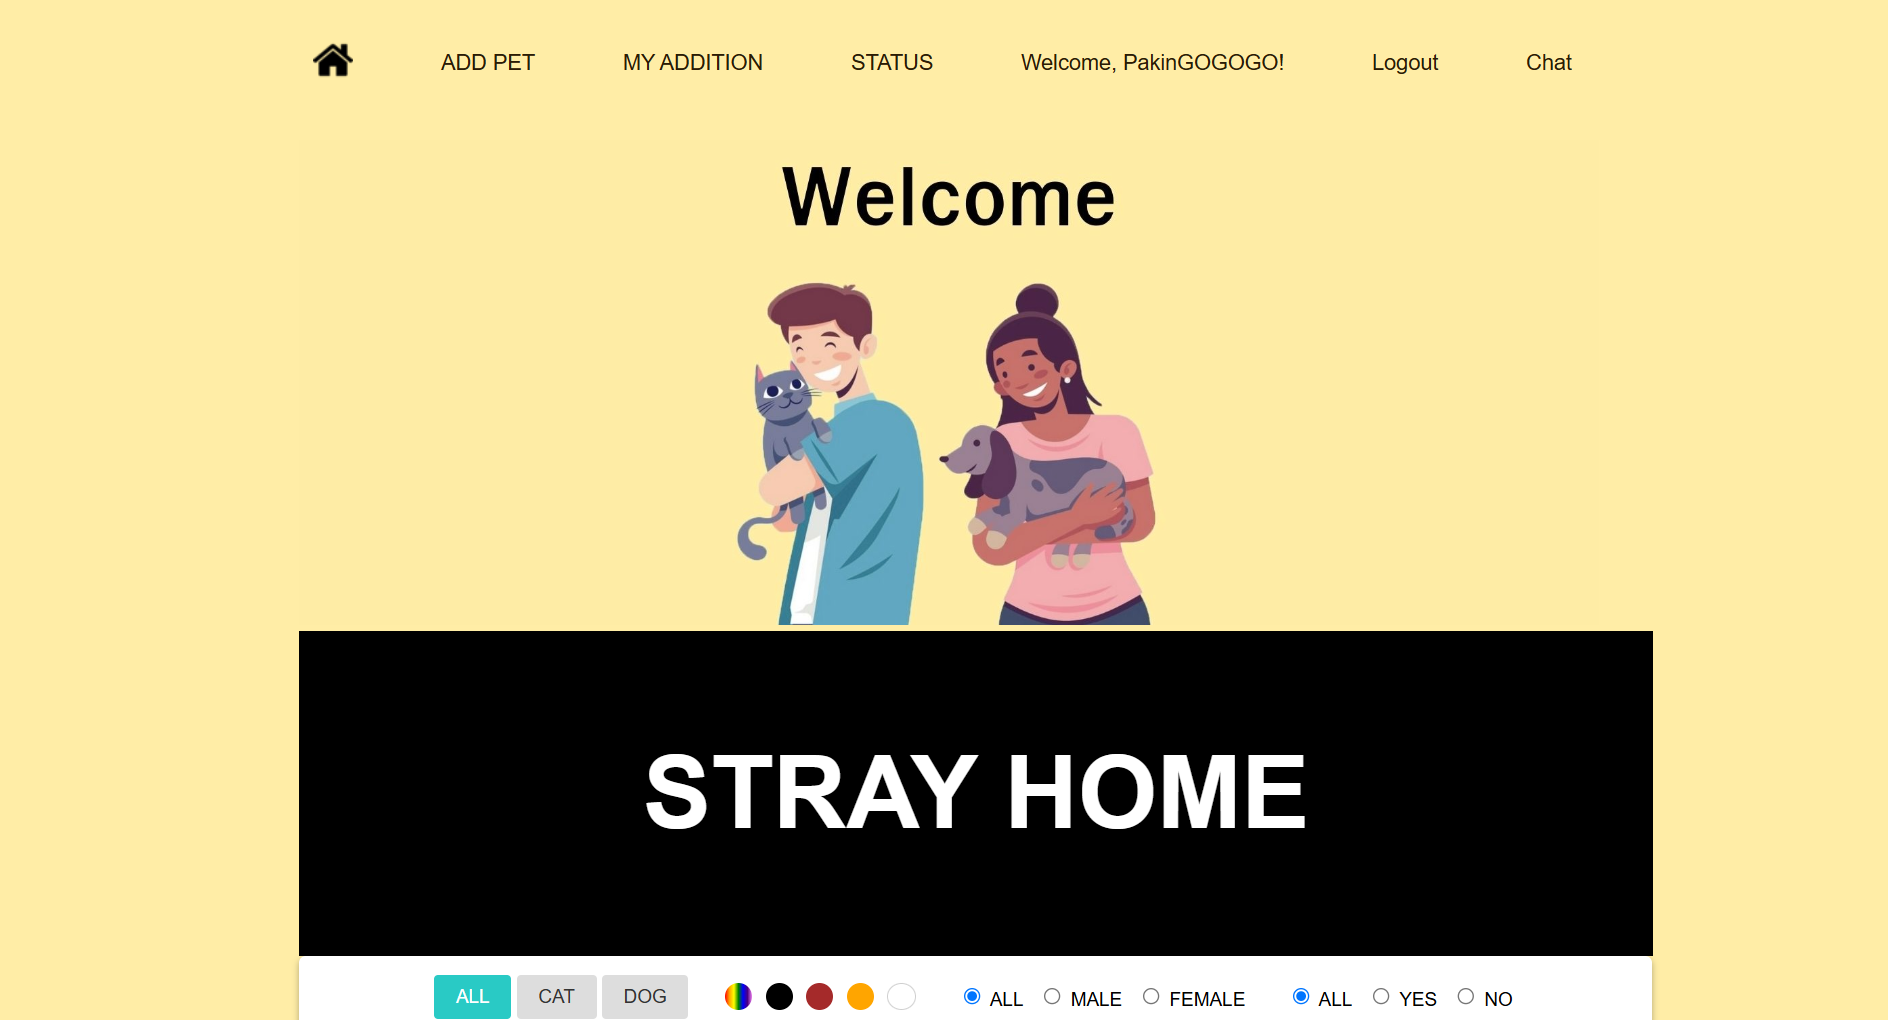 ADD PET MY ADDITION STATUS Welcome, PakinGOGOGO! Logout Chat
Welcome
STRAY HOME
ALL CAT DOG ALL MALE FEMALE ALL YES NO